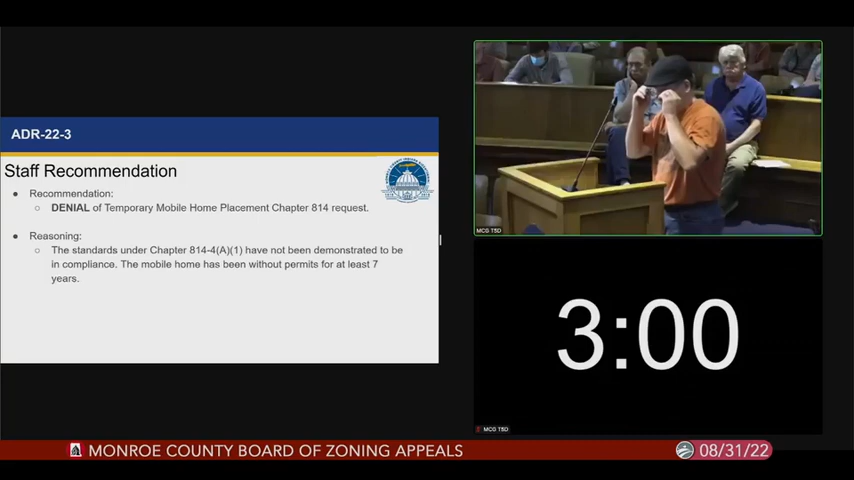 ADR-22-3
Staff Recommendation
● Recommendation:
○ DENIAL of Temporary Mobile Home Placement Chapter 814 request.
● Reasoning:
○ The standards under Chapter 814-4(A)(1) have not been demonstrated to be
in compliance. The mobile home has been without permits for at least 7
years.
MCG TSD
3:00
MCG TSD
MONROE COUNTY BOARD OF ZONING APPEALS
08/31/22